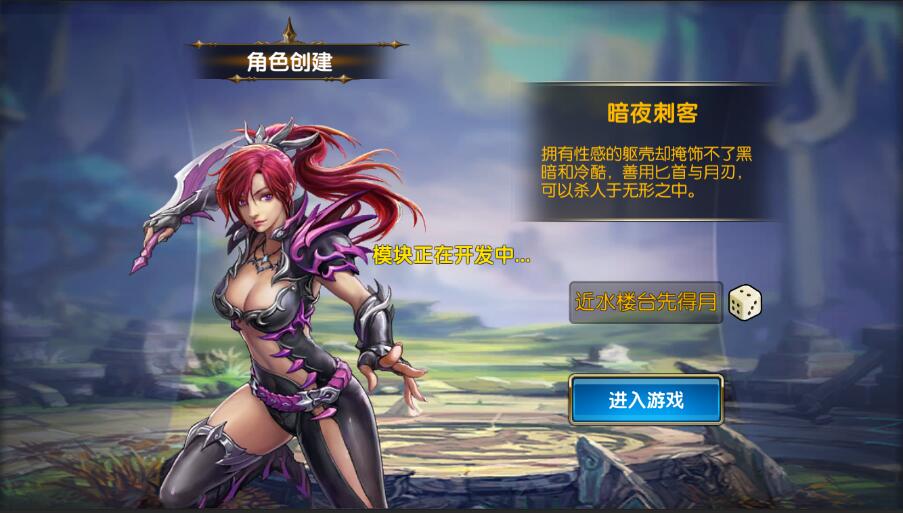 角色创建
暗夜刺客
拥有性感的躯壳却掩饰不了黑
暗和冷酷，善用匕首与月刃，
可以杀人于无形之中。
模块正在开发中...
近水楼台先得月
进入游戏